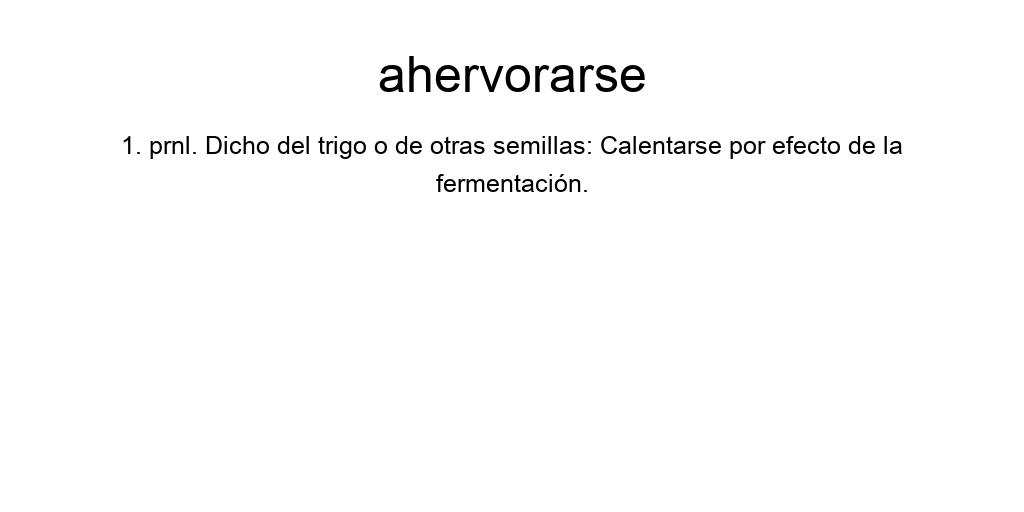 ahervorarse
1. prnl. Dicho del trigo o de otras semillas: Calentarse por efecto de la
fermentación.